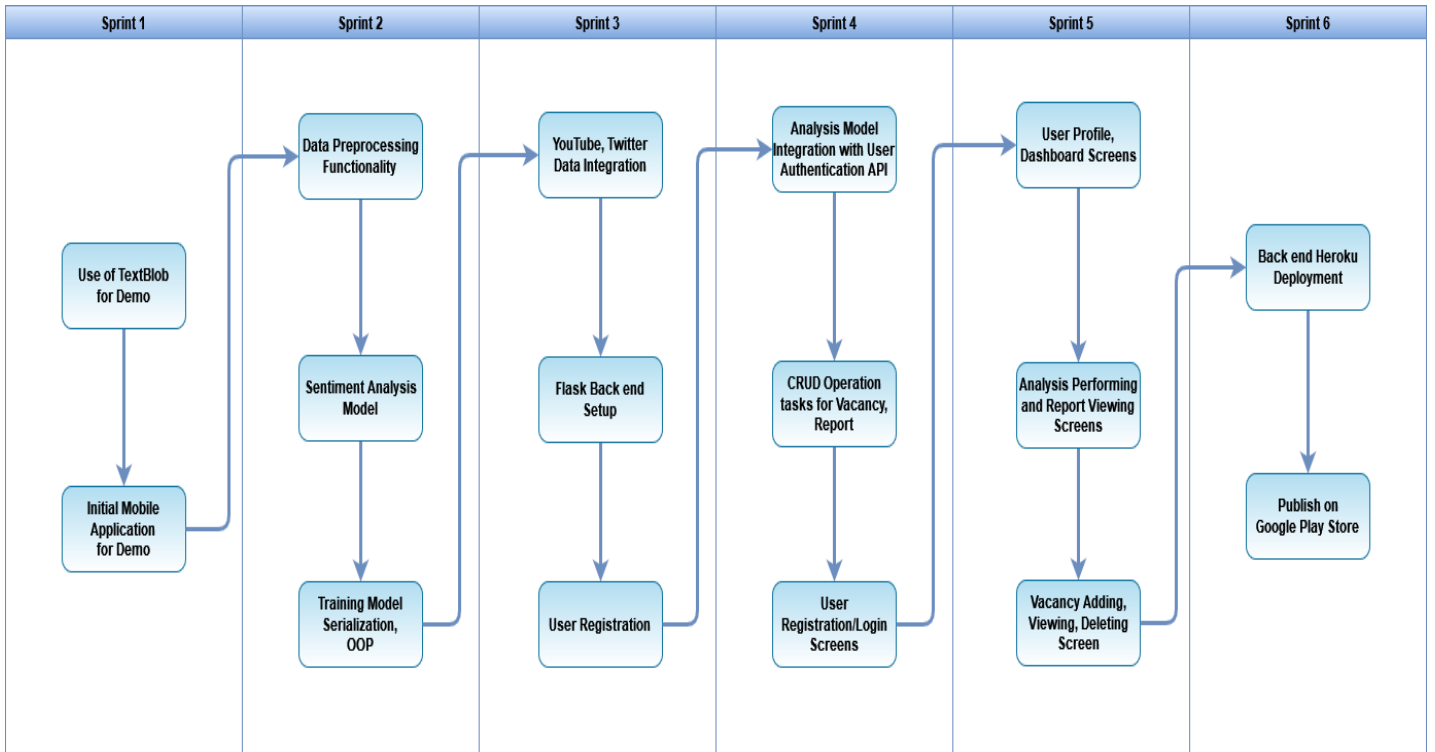 Sprint 1
Sprint 2
Sprint 3
Sprint 4
Sprint 5
Sprint 6
Use of TextBlob
for Demo
Initial Mobile
Application
for Demo
Data Preprocessing
Functionality
Sentiment Analysis
Model
Training Model
Serialization,
OOP
YouTube, Twitter
Data Integration
Flask Back end
Setup
User Registration
Analysis Model
Integration with User
Authentication API
CRUD Operation
tasks for Vacancy,
Report
User
Registration/Login
Screens
User Profile,
Dashboard Screens
Analysis Performing
and Report Viewing
Screens
Vacancy Adding,
Viewing, Deleting
Screen
Back end Heroku
Deployment
Publish on
Google Play Store